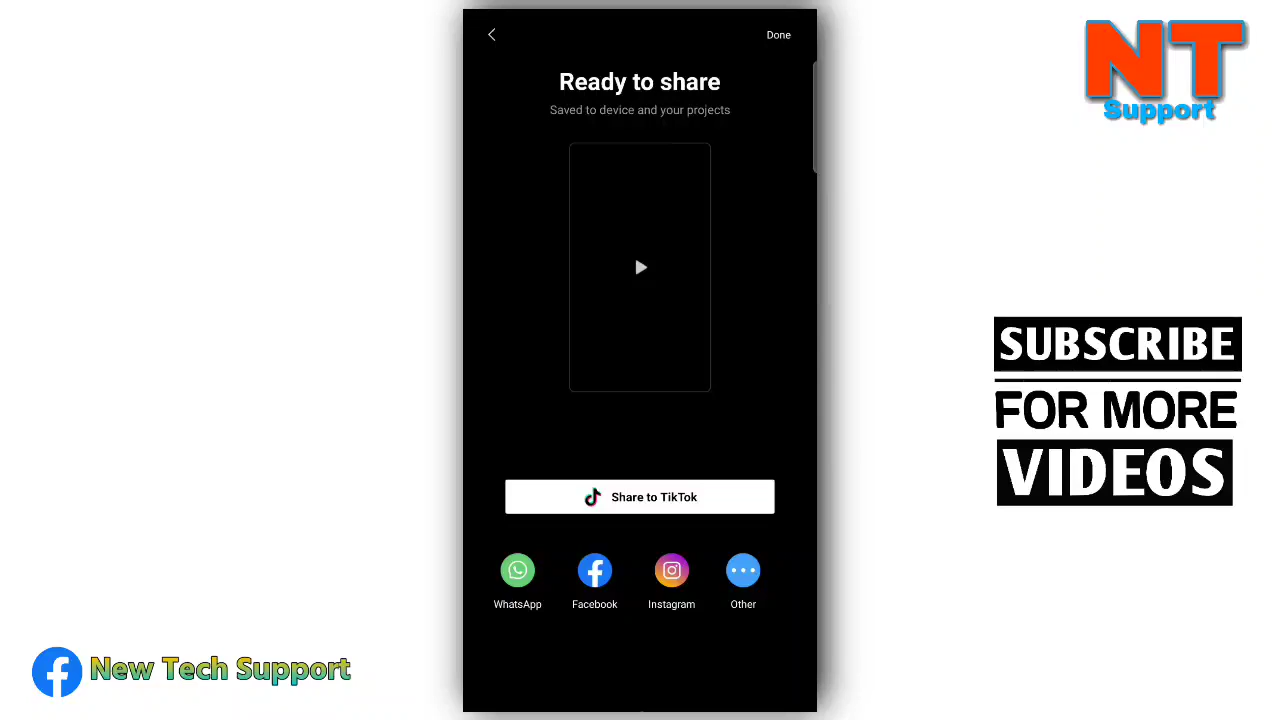 Done
Ready to share
Saved to device and your projects
Share to TikTok
WhatsApp
Facebook
Instagram
Other
NT
Support
SUBSCRIBE
FOR MORE
VIDEOS
New Tech Support